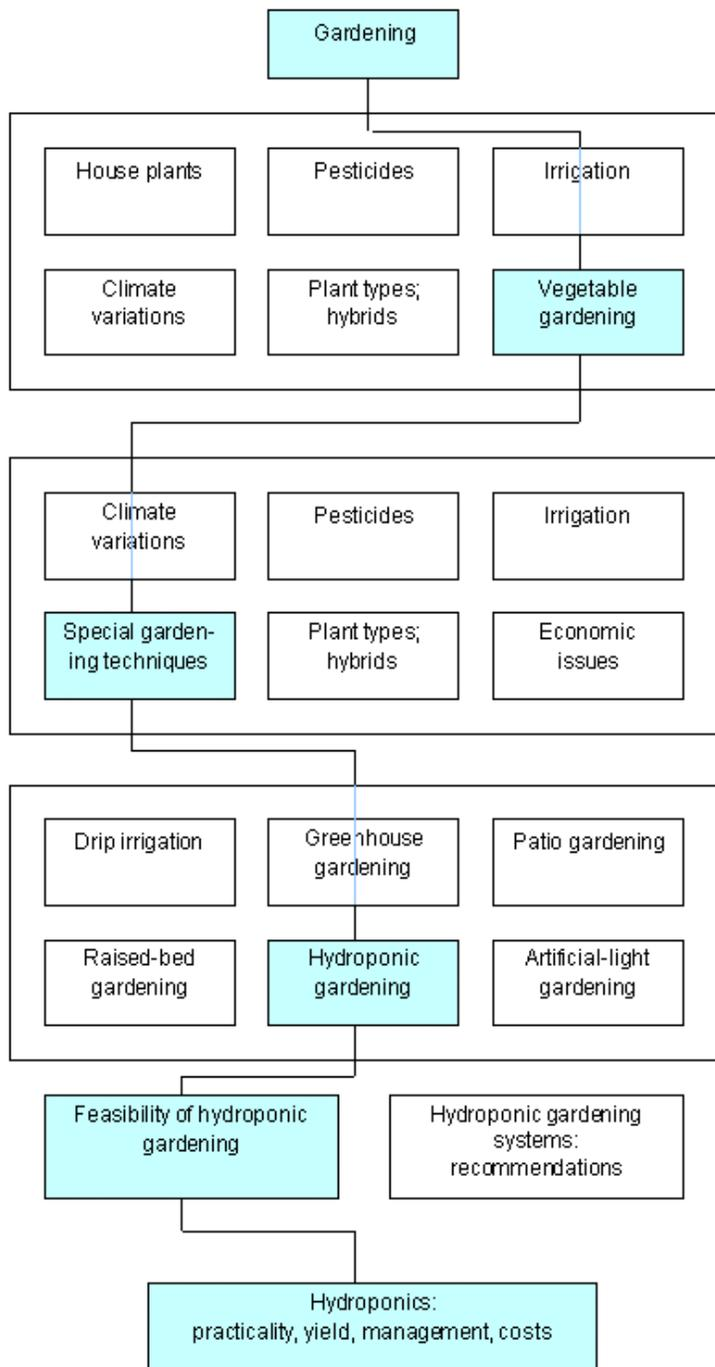 Gardening
House plants
Pesticides
Irrigation
Climate
variations
Plant types;
hybrids
Vegetable
gardening
Climate
variations
Pesticides
Irrigation
Special garden-
ing techniques
Plant types;
hybrids
Economic
issues
Drip irrigation
Greenhouse
gardening
Patio gardening
Raised-bed
gardening
Hydroponic
gardening
Artificial-light
gardening
Feasibility of hydroponic
gardening
Hydroponic gardening
systems:
recommendations
Hydroponics:
practicality, yield, management, costs